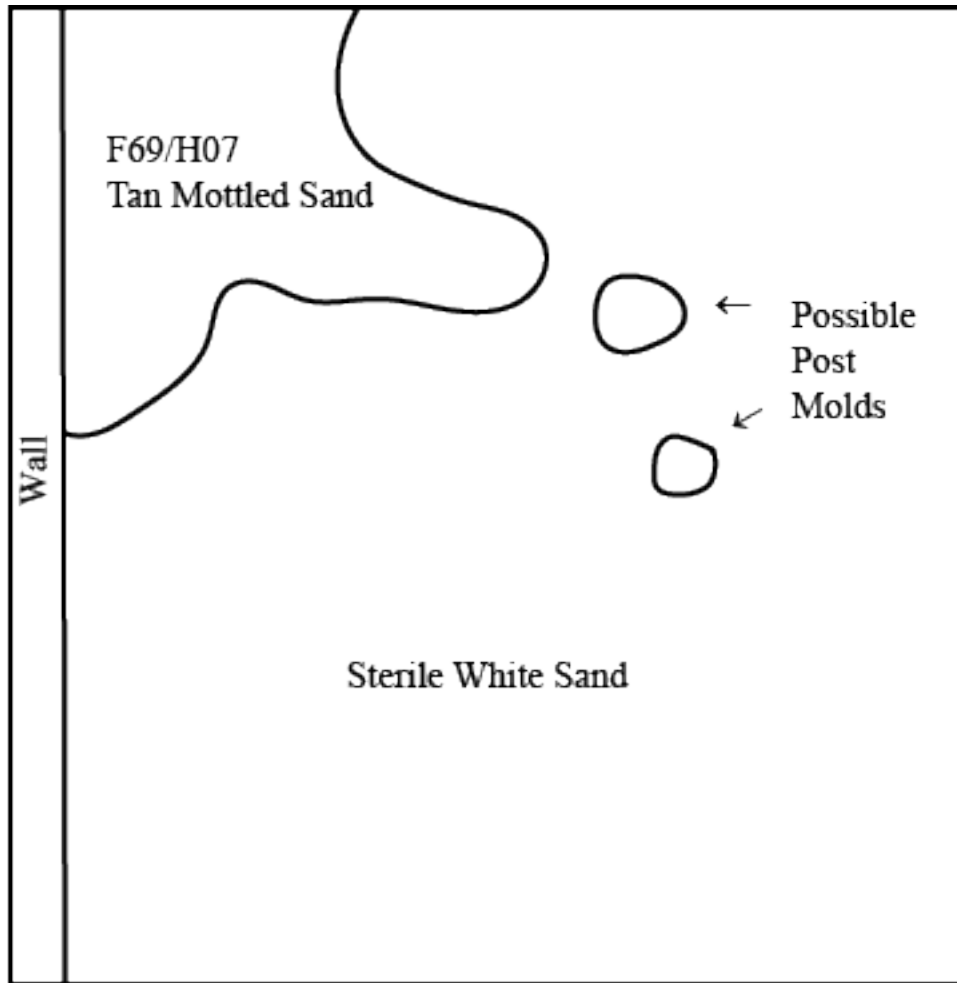 F69/H07
Tan Mottled Sand
Possible
Post
Molds
Wall
Sterile White Sand